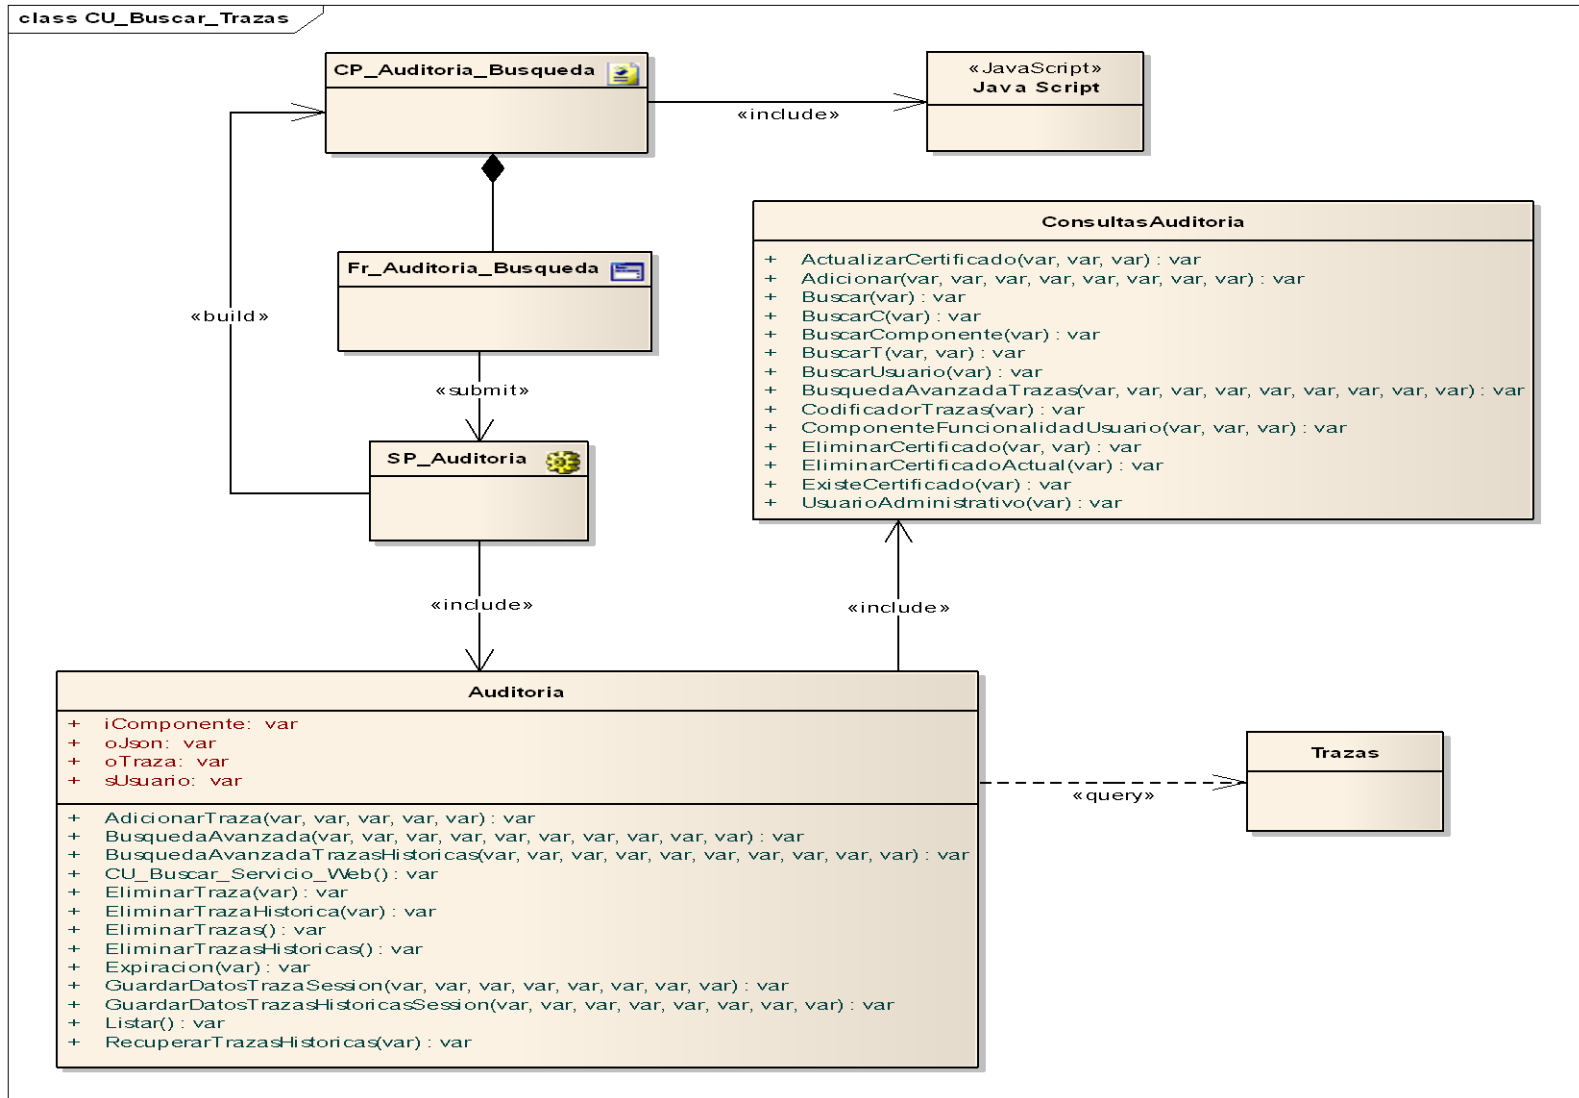 class CU_Buscar_Trazas
CP_Auditoria_Busqueda
«JavaScript»
Java Script
«include»
Fr_Auditoria_Busqueda
«build»
«submit»
SP_Auditoria
«include»
ConsultasAuditoria
+ ActualizarCertificado(var, var, var) : var
+ Adicionar(var, var, var, var, var, var, var, var) : var
+ Buscar(var) : var
+ BuscarC(var) : var
+ BuscarComponente(var) : var
+ BuscarT(var, var) : var
+ BuscarUsuario(var) : var
+ BusquedaAvanzadaTrazas(var, var, var, var, var, var, var, var, var) : var
+ CodificadorTrazas(var) : var
+ ComponenteFuncionalidadUsuario(var, var, var) : var
+ EliminarCertificado(var, var) : var
+ EliminarCertificadoActual(var) : var
+ ExisteCertificado(var) : var
+ UsuarioAdministrativo(var) : var
«include»
Auditoria
+ iComponente: var
+ oJson: var
+ oTraza: var
+ sUsuario: var
+ AdicionarTraza(var, var, var, var, var) : var
+ BusquedaAvanzada(var, var, var, var, var, var, var, var, var, var) : var
+ BusquedaAvanzadaTrazasHistoricas(var, var, var, var, var, var, var, var, var, var) : var
+ CU_Buscar_Servicio_Web() : var
+ EliminarTraza(var) : var
+ EliminarTrazaHistorica(var) : var
+ EliminarTrazas() : var
+ EliminarTrazasHistoricas() : var
+ Expiracion(var) : var
+ GuardarDatosTrazaSession(var, var, var, var, var, var, var, var) : var
+ GuardarDatosTrazasHistoricasSession(var, var, var, var, var, var, var, var) : var
+ Listar() : var
+ RecuperarTrazasHistoricas(var) : var
«query»
Trazas